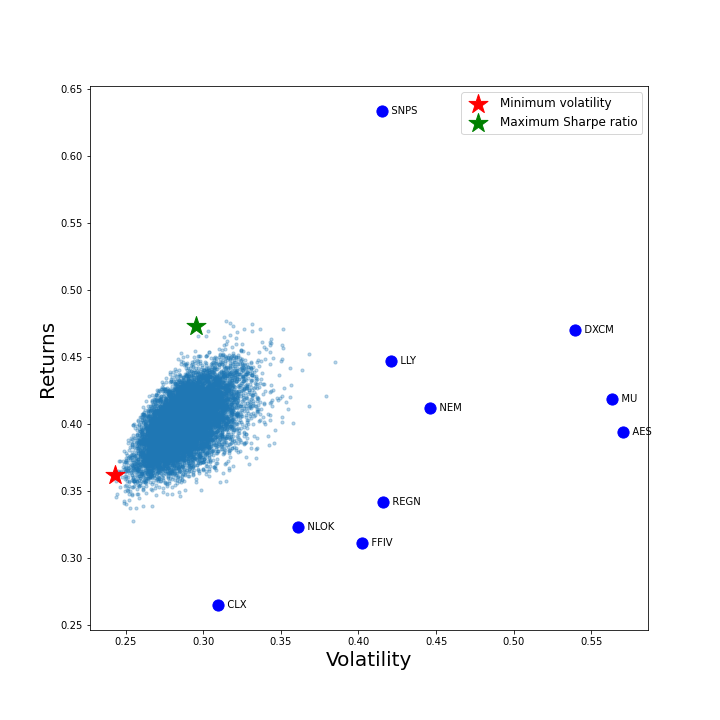 0.65
0.60
0.55
0.50
0.45
0.40
0.35
0.30
0.25
Returns
SNPS
Minimum volatility
Maximum Sharpe ratio
DXCM
LLY
MU
NEM
AES
REGN
NLOK
FFIV
CLX
0.25 0.30 0.35 0.40 0.45 0.50 0.55
Volatility